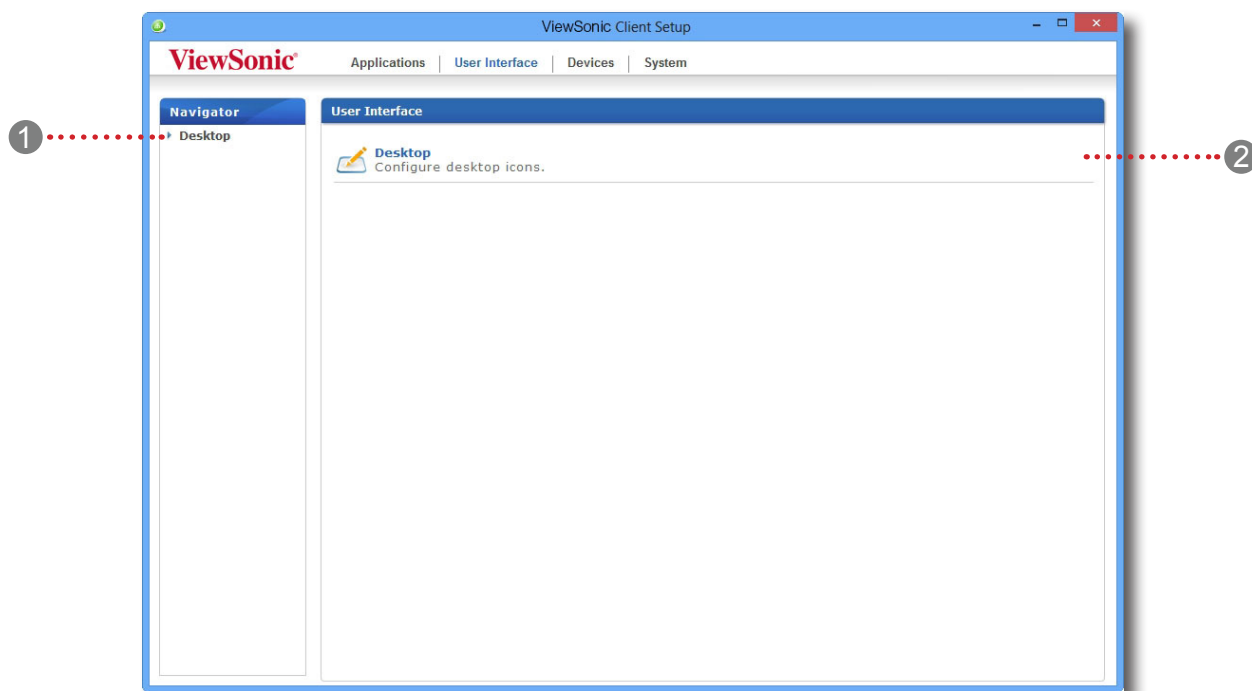 ViewSonic Client Setup
ViewSonic® Applications User Interface Devices System
Navigator
User Interface
1 Desktop
Desktop
Configure desktop icons.
2